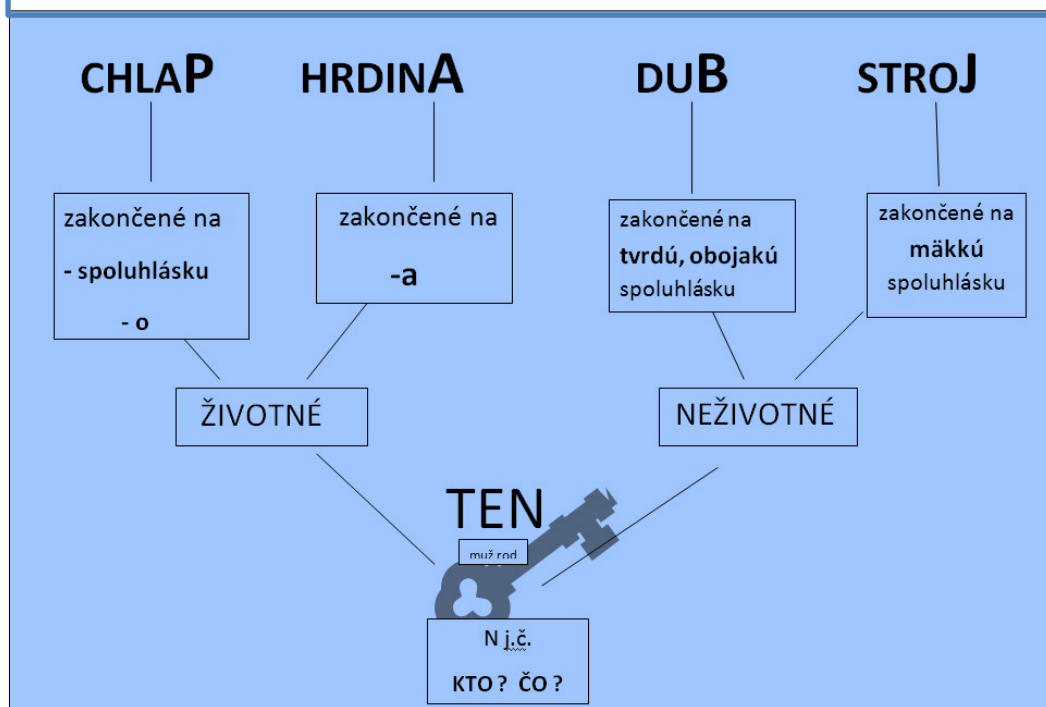 CHLAP HRDINA DUB STROJ
zakončené na
- spoluhlásku
- o
zakončené na
-a
zakončené na
tvrdú, obojakú
spoluhlásku
zakončené na
mäkkú
spoluhlásku
ŽIVOTNÉ
NEŽIVOTNÉ
TEN
muž rod
N j.č.
KTO ? ČO ?